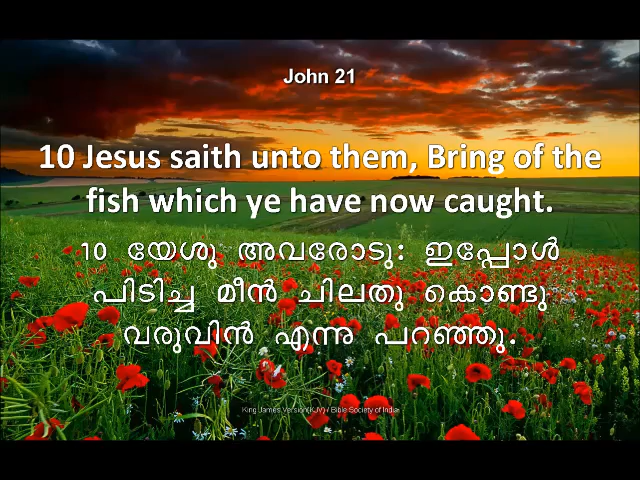 John 21
10 Jesus saith unto them, Bring of the
fish which ye have now caught.
10 യേശു അവരോടു: ഇപ്പോൾ
പിടിച്ച മീൻ ചിലതു കൊണ്ടു
വരുവിൻ എന്നു പറഞ്ഞു.
King James Version(KJV) / Bible Society of India